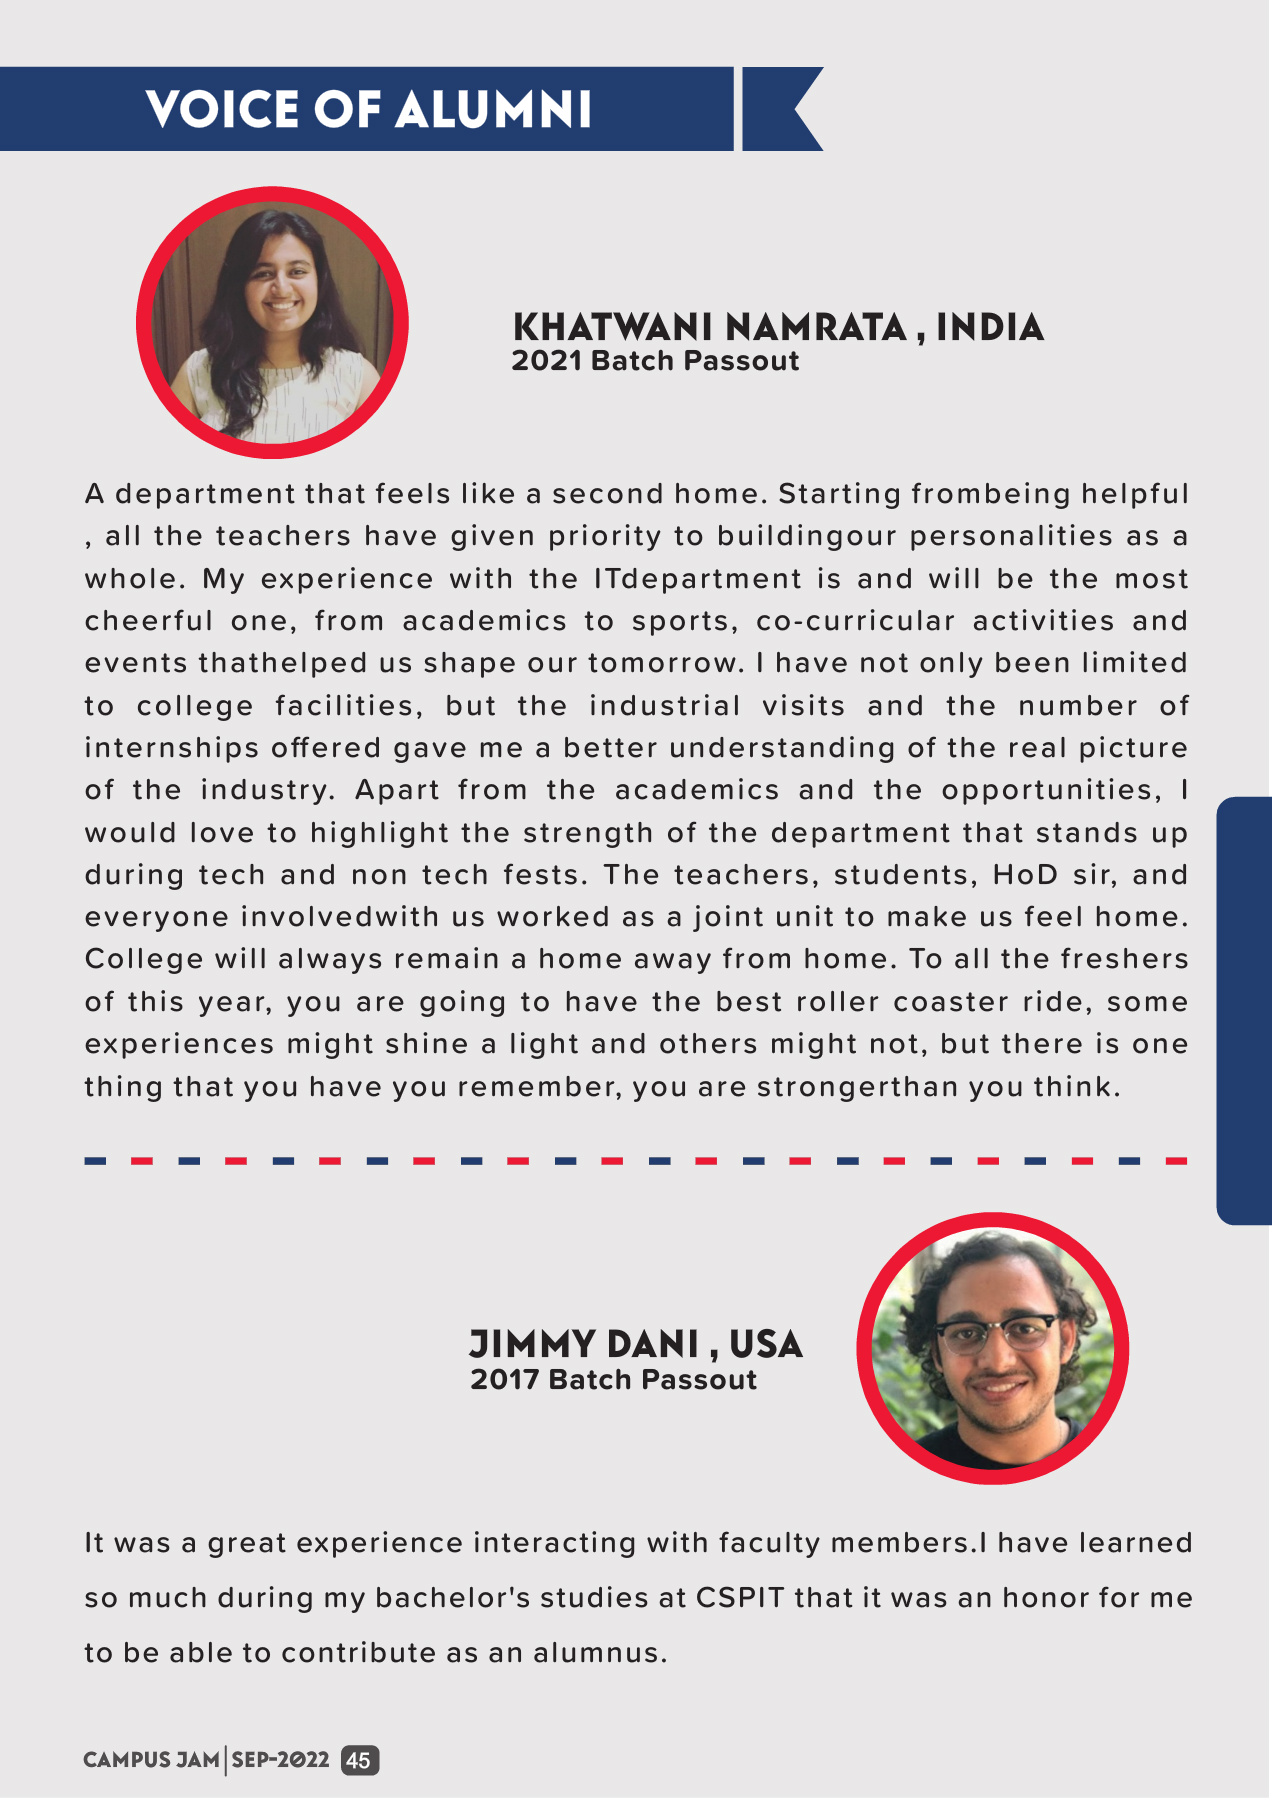 VOICE OF ALUMNI
KHATWANI NAMRATA , INDIA
2021 Batch Passout
A department that feels like a second home. Starting frombeing helpful
, all the teachers have given priority to buildingour personalities as a
whole. My experience with the ITdepartment is and will be the most
cheerful one, from academics to sports, co-curricular activities and
events thathelped us shape our tomorrow. I have not only been limited
to college facilities, but the industrial visits and the number of
internships offered gave me a better understanding of the real picture
of the industry. Apart from the academics and the opportunities, I
would love to highlight the strength of the department that stands up
during tech and non tech fests. The teachers, students, HoD sir, and
everyone involvedwith us worked as a joint unit to make us feel home.
College will always remain a home away from home. To all the freshers
of this year, you are going to have the best roller coaster ride, some
experiences might shine a light and others might not, but there is one
thing that you have you remember, you are strongerthan you think.
JIMMY DANI , USA
2017 Batch Passout
It was a great experience interacting with faculty members.I have learned
so much during my bachelor's studies at CSPIT that it was an honor for me
to be able to contribute as an alumnus.
CAMPUS JAM|SEP-2022 45